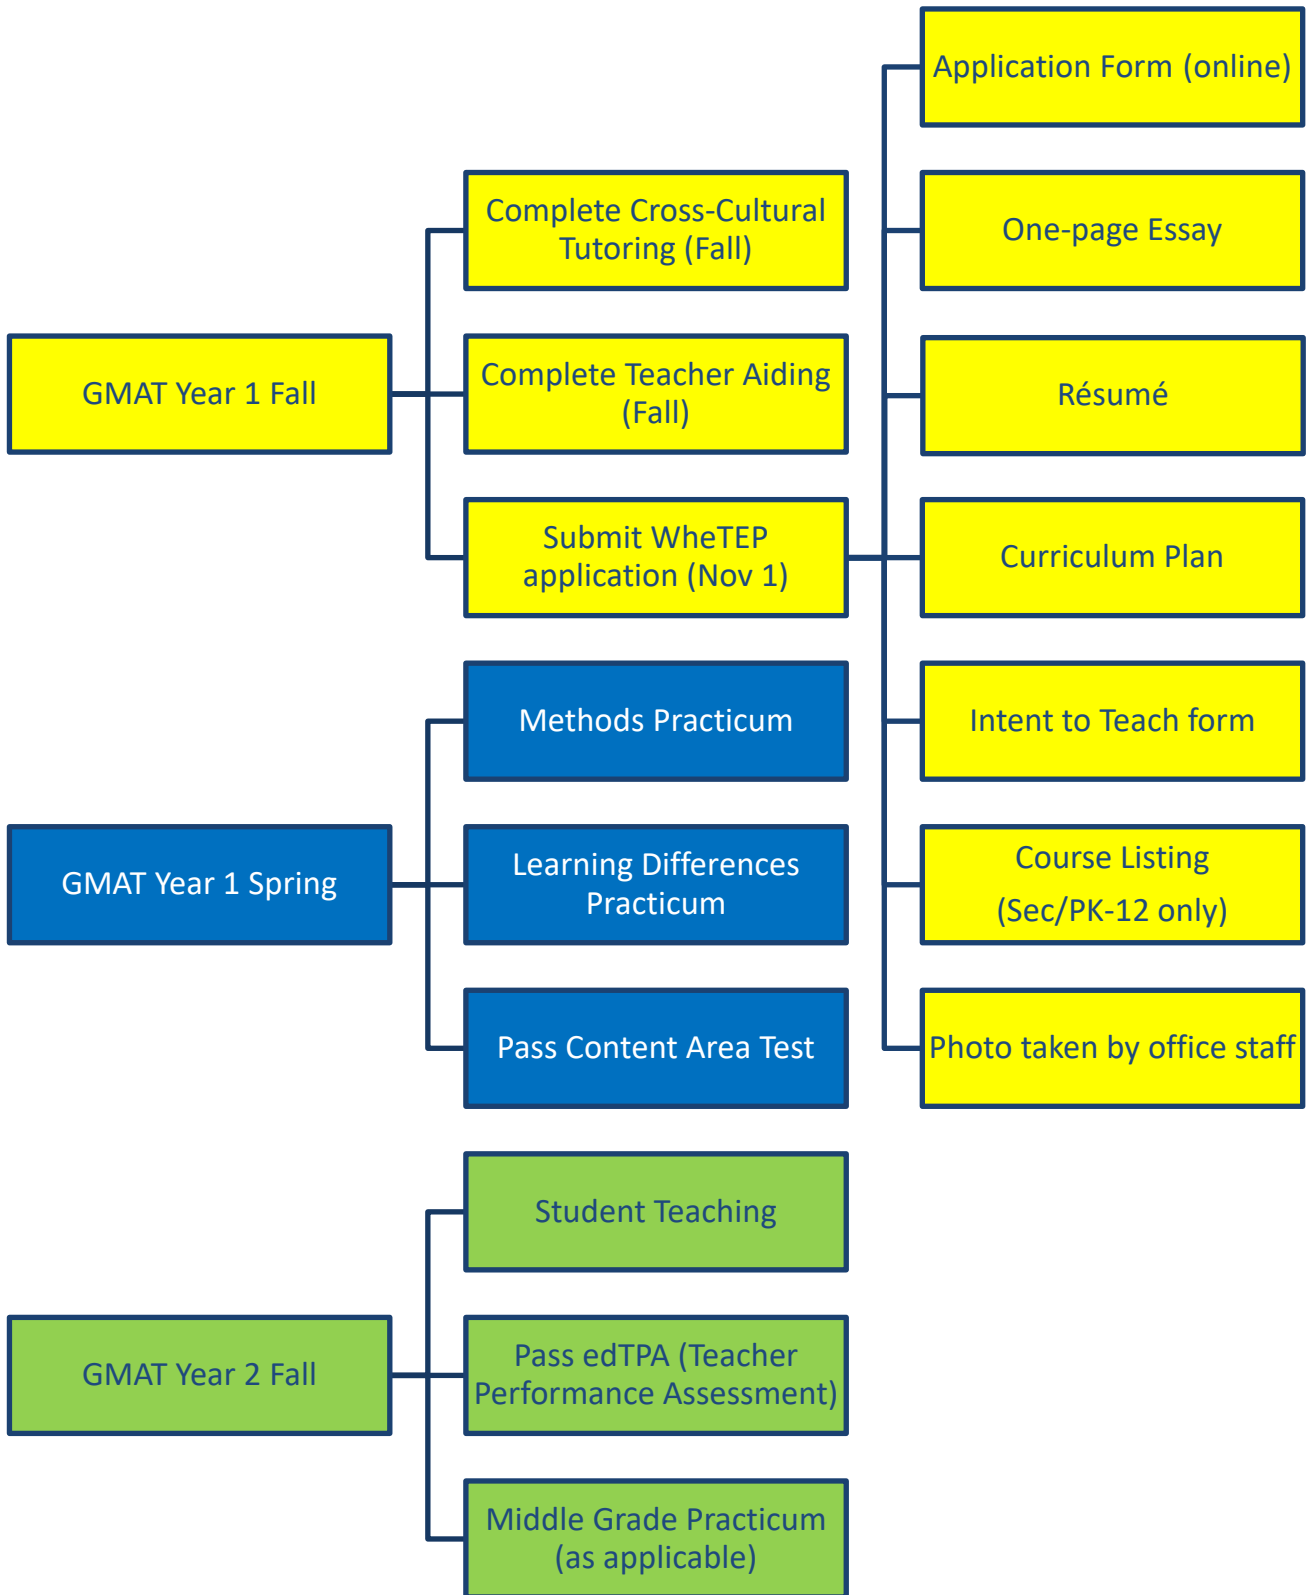 GMAT Year 1 Fall
Complete Cross-Cultural
Tutoring (Fall)
Complete Teacher Aiding
(Fall)
Submit WheTEP
application (Nov 1)
Application Form (online)
One-page Essay
Résumé
Curriculum Plan
Intent to Teach form
Course Listing
(Sec/PK-12 only)
Photo taken by office staff
GMAT Year 1 Spring
Methods Practicum
Learning Differences
Practicum
Pass Content Area Test
GMAT Year 2 Fall
Student Teaching
Pass edTPA (Teacher
Performance Assessment)
Middle Grade Practicum
(as applicable)